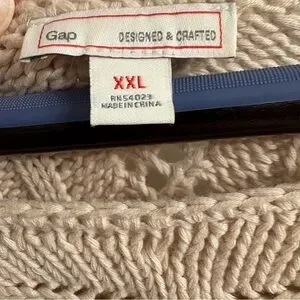 Gap DESIGNED & CRAFTED
XXL
RN54023
MADE IN CHINA